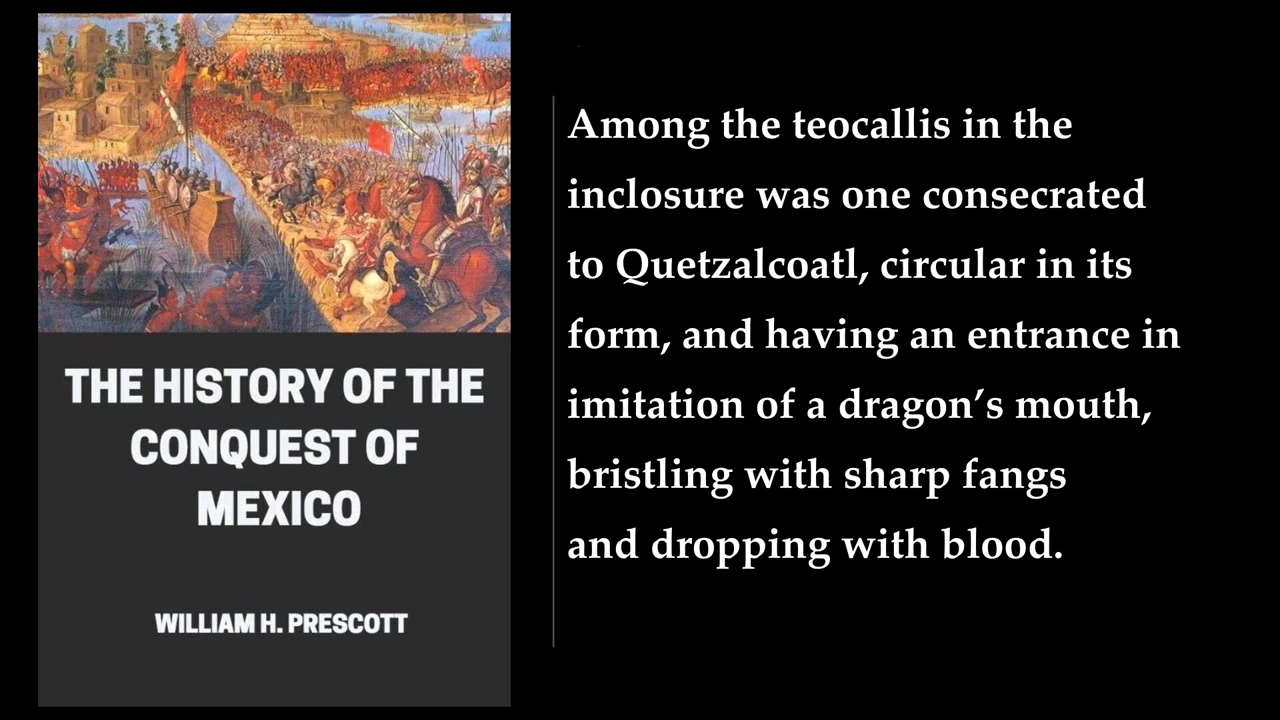 THE HISTORY OF THE
CONQUEST OF
MEXICO
WILLIAM H. PRESCOTT
Among the teocallis in the
inclosure was one consecrated
to Quetzalcoatl, circular in its
form, and having an entrance in
imitation of a dragon’s mouth,
bristling with sharp fangs
and dropping with blood.